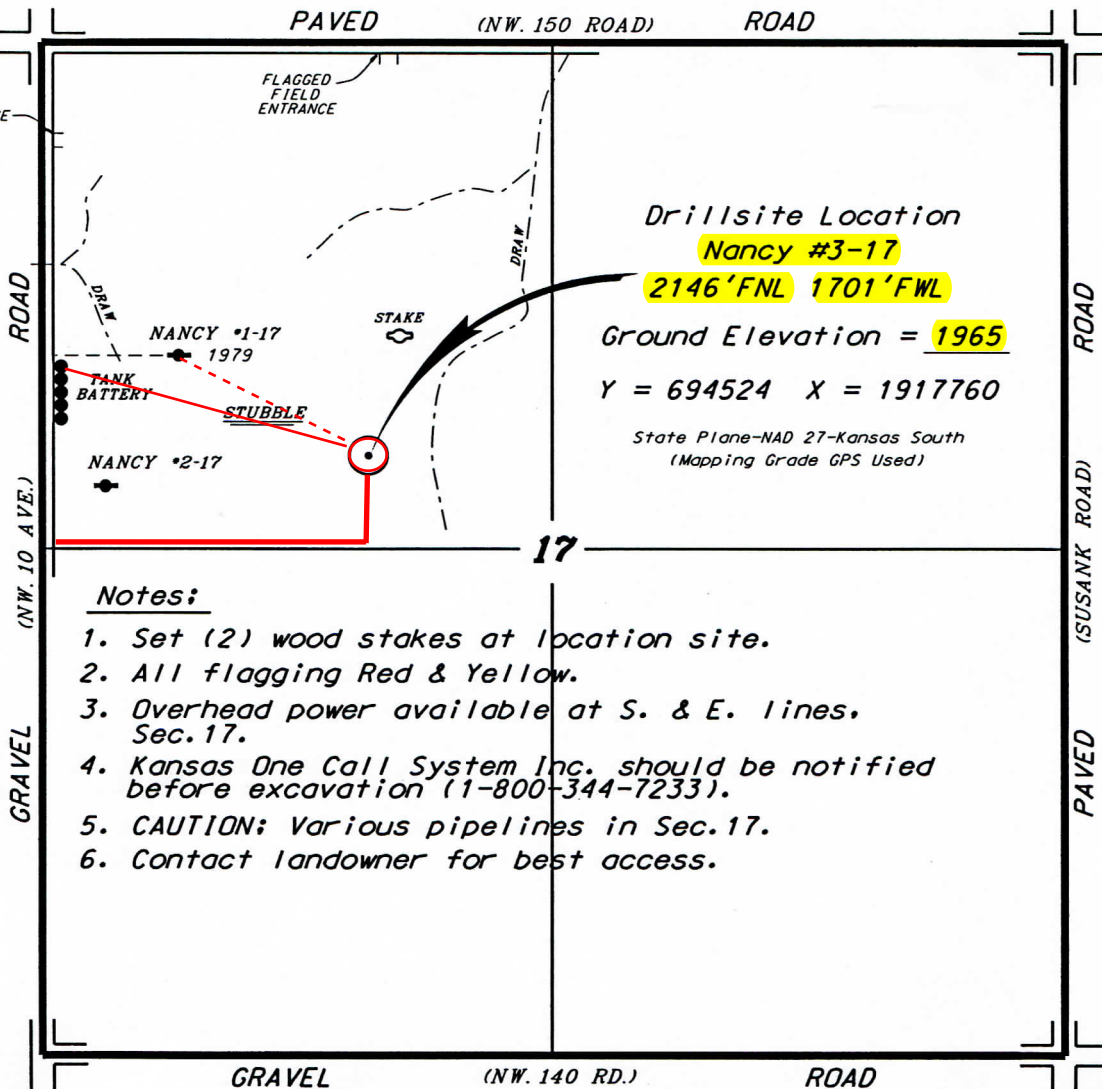 PAVED (NW. 150 ROAD) ROAD
FLAGGED
FIELD
ENTRANCE
DRAW
DRAW
ROAD
(NW. 10 AVE.)
GRAVEL
NANCY #1-17
1979
TANK
BATTERY
STAKE
STUBBLE
NANCY #2-17
Drillsite Location
Nancy #3-17
2146'FNL 1701'FWL
Ground Elevation = 1965
Y = 694524 X = 1917760
State Plane-NAD 27-Kansas South
(Mapping Grade GPS Used)
ROAD
(SUSANK ROAD)
PAVED
17
Notes:
1. Set (2) wood stakes at location site.
2. All flagging Red & Yellow.
3. Overhead power available at S. & E. lines,
Sec.17.
4. Kansas One Call System Inc. should be notified
before excavation (1-800-344-7233).
5. CAUTION: Various pipelines in Sec.17.
6. Contact landowner for best access.
GRAVEL (NW. 140 RD.) ROAD